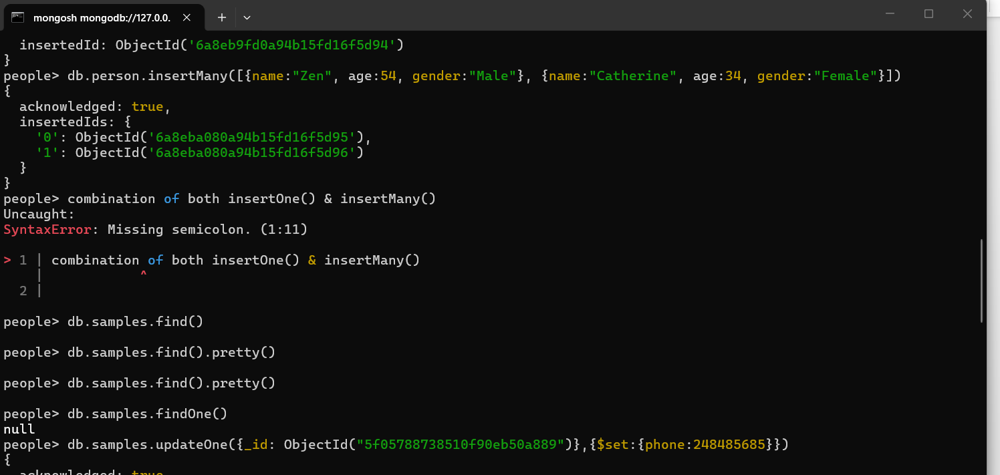 mongosh mongodb://127.0.0.
insertedId: ObjectId('6a8eb9fd0a94b15fd16f5d94')
}
people> db.person.insertMany([{name:"Zen", age:54, gender:"Male"}, {name:"Catherine", age:34, gender:"Female"}])
{
acknowledged: true,
insertedIds: {
'0': ObjectId('6a8eba080a94b15fd16f5d95'),
'1': ObjectId('6a8eba080a94b15fd16f5d96')
}
}
people> combination of both insertOne() & insertMany()
Uncaught:
SyntaxError: Missing semicolon. (1:11)
> 1 | combination of both insertOne() & insertMany()
| ^
2 |
people> db.samples.find()
people> db.samples.find().pretty()
people> db.samples.find().pretty()
people> db.samples.findOne()
null
people> db.samples.updateOne({_id: ObjectId("5f05788738510f90eb50a889")},{$set:{phone:248485685}})
{
acknowledged: true